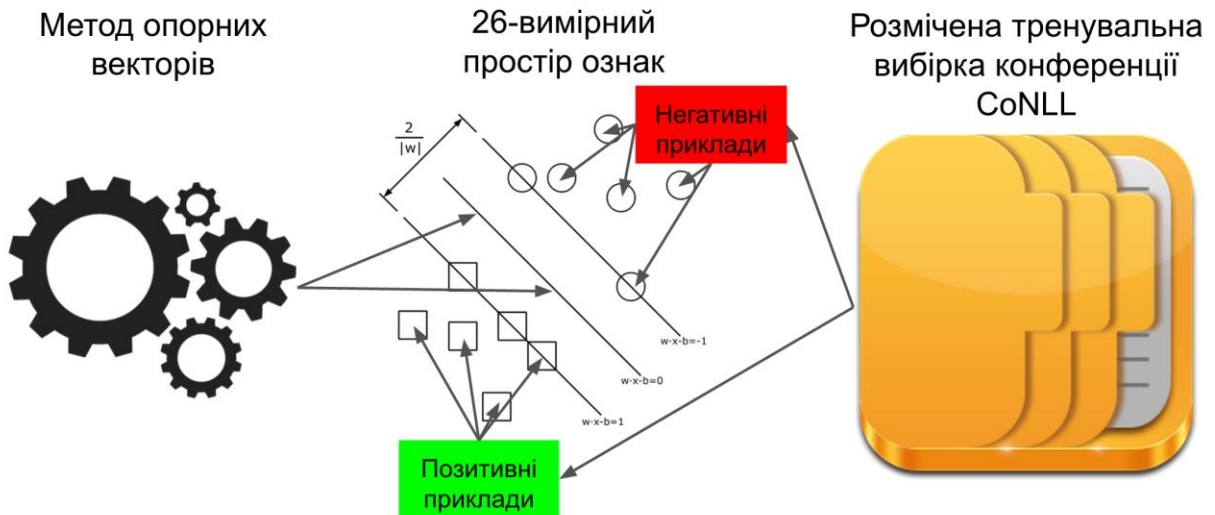 Метод опорних
векторів
26-вимірний
простір ознак
Розмічена тренувальна
вибірка конференції
CoNLL
Негативні
приклади
2
|w|
w·x-b=-1
w·x-b=0
w·x-b=1
Позитивні
приклади